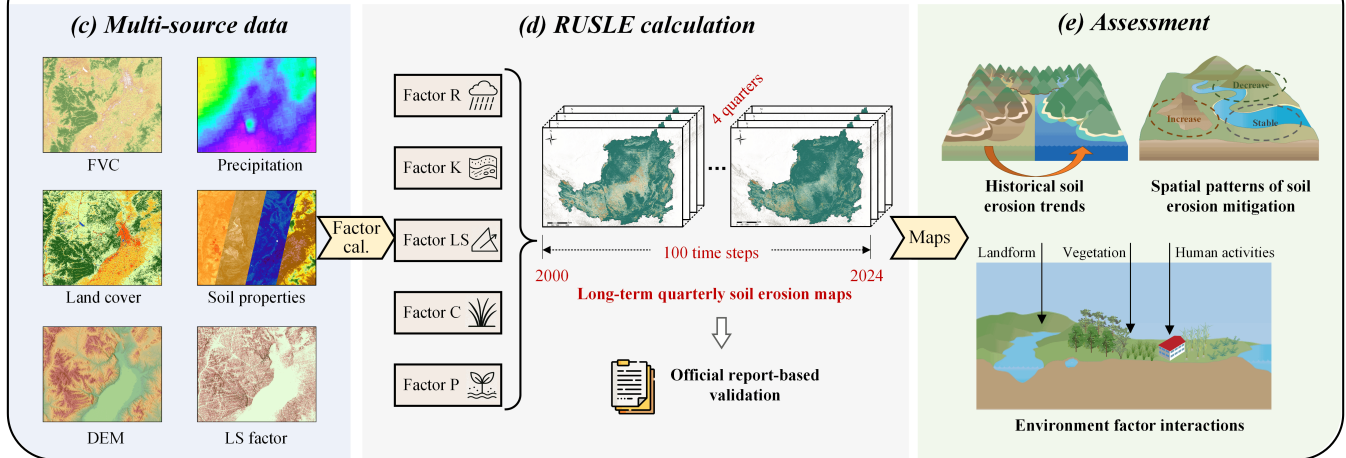 (c) Multi-source data
FVC
Precipitation
Land cover
Soil properties
DEM
LS factor
Factor
cal.
(d) RUSLE calculation
Factor R
Factor K
Factor LS
Factor C
Factor P
4 quarters
...
100 time steps
2000
2024
Long-term quarterly soil erosion maps
Official report-based
validation
Maps
(e) Assessment
Historical soil
erosion trends
Decrease
Increase
Stable
Spatial patterns of soil
erosion mitigation
Landform
Vegetation
Human activities
Environment factor interactions